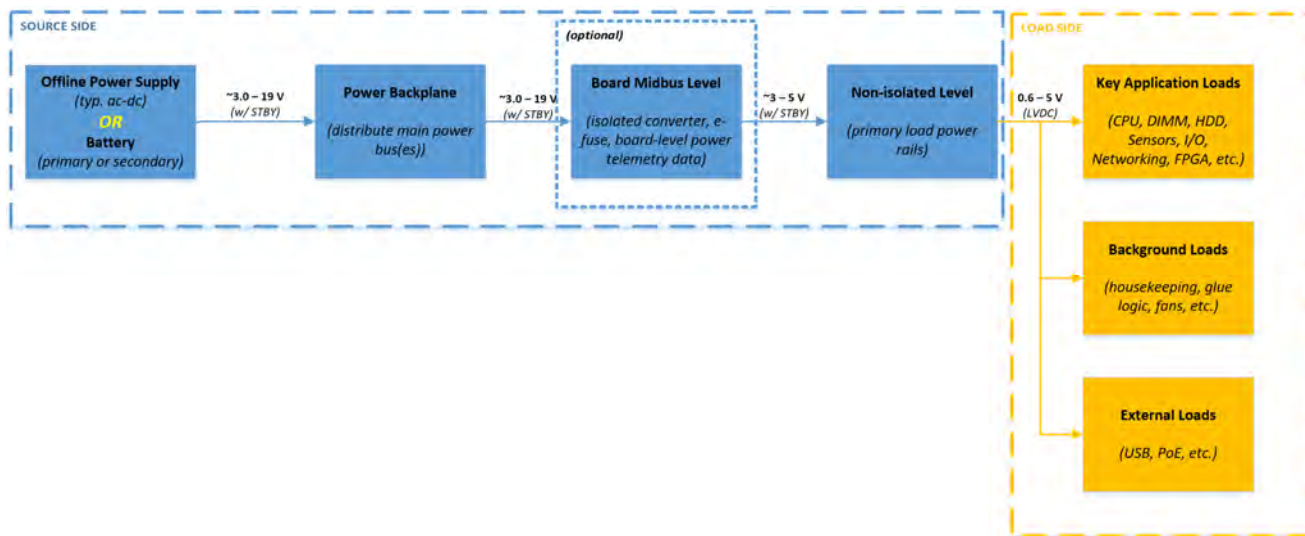 SOURCE SIDE
Offline Power Supply
(typ. ac-dc)
OR
Battery
(primary or secondary)
~3.0 – 19 V
(w/ STBY)
Power Backplane
(distribute main power
bus(es))
~3.0 – 19 V
(w/ STBY)
(optional)
Board Midbus Level
(isolated converter, e-
fuse, board-level power
telemetry data)
~3 – 5 V
(w/ STBY)
Non-isolated Level
(primary load power
rails)
0.6 – 5 V
(LVDC)
LOAD SIDE
Key Application Loads
(CPU, DIMM, HDD,
Sensors, I/O,
Networking, FPGA, etc.)
Background Loads
(housekeeping, glue
logic, fans, etc.)
External Loads
(USB, PoE, etc.)